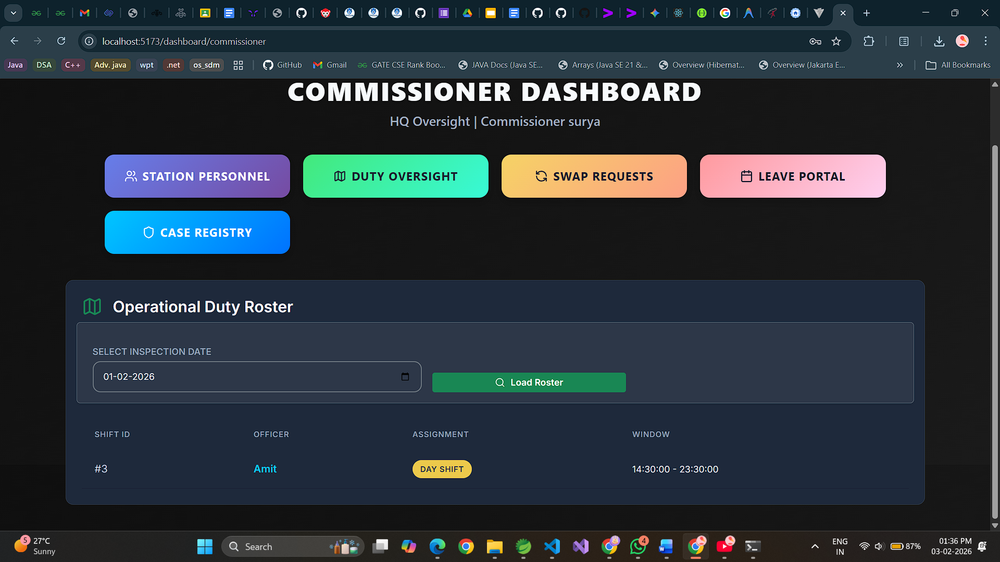 localhost:5173/dashboard/commissioner
Java DSA C++ Adv. java wpt .net os_sdm GitHub Gmail GATE CSE Rank Boo... JAVA Docs (Java SE... Arrays (Java SE 21 &... Overview (Hibernat... Overview (Jakarta E... All Bookmarks
COMMISSIONER DASHBOARD
HQ Oversight | Commissioner surya
STATION PERSONNEL DUTY OVERSIGHT SWAP REQUESTS LEAVE PORTAL
CASE REGISTRY
Operational Duty Roster
SELECT INSPECTION DATE
01-02-2026 Load Roster
SHIFT ID OFFICER ASSIGNMENT WINDOW
#3 Amit DAY SHIFT 14:30:00 - 23:30:00
5 27°C
Sunny
Search
4
ENG
IN
87%
01:36 PM
03-02-2026